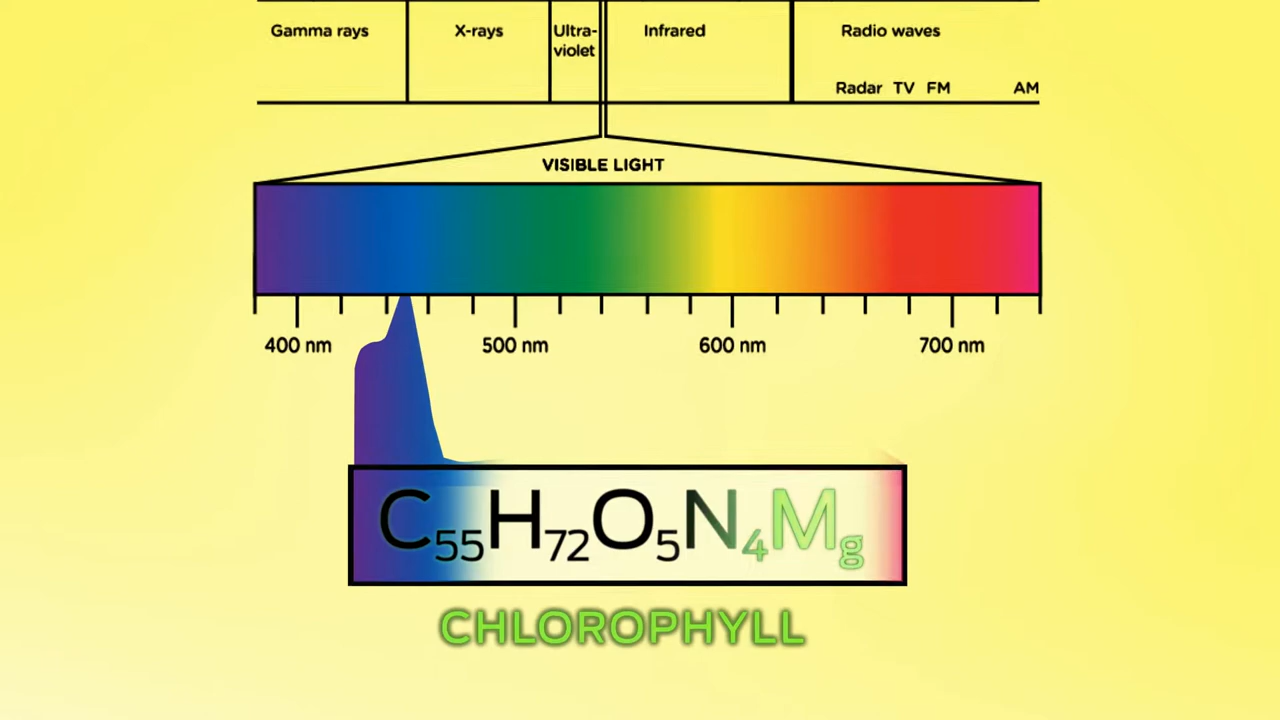 Gamma rays X-rays Ultra- Infrared Radio waves
violet
Radar TV FM AM
VISIBLE LIGHT
400 nm 500 nm 600 nm 700 nm
C55H72O5N4Mg
CHLOROPHYLL